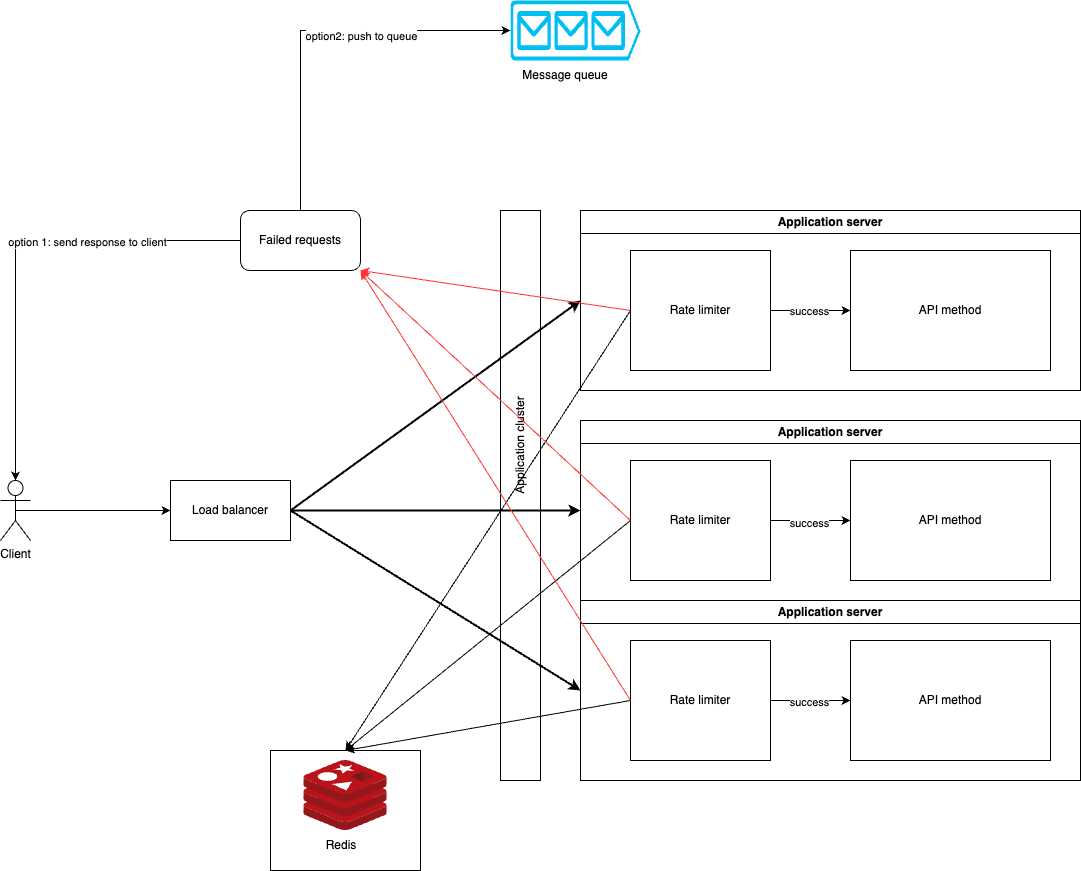 option2: push to queue
Message queue
Failed requests
option 1: send response to client
Application server
Rate limiter
success
API method
Application cluster
Application server
Rate limiter
success
API method
Load balancer
Client
Application server
Rate limiter
success
API method
Redis